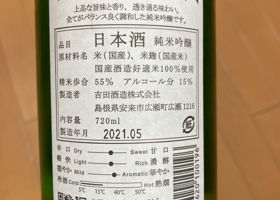 上品な旨味と香り、透き通る味わい。
全てがバランス良く調和した純米吟醸です。
品目 日本酒 純米吟醸
原材料名 米(国産)、米麹(国産米)
国産酒造好適米100%使用
精米歩合 55% アルコール分 15%
製造者 吉田酒造株式会社
島根県安来市広瀬町広瀬1216
内容量 720ml
製造年月 2021.05
辛口 Dry Sweet 甘口
軽快 Light Rich 濃醇
穏やか Mild Aromatic 華やか
冷酒 Cold Hot 熱燗
5℃ 15℃ 40℃ 50℃
620100196